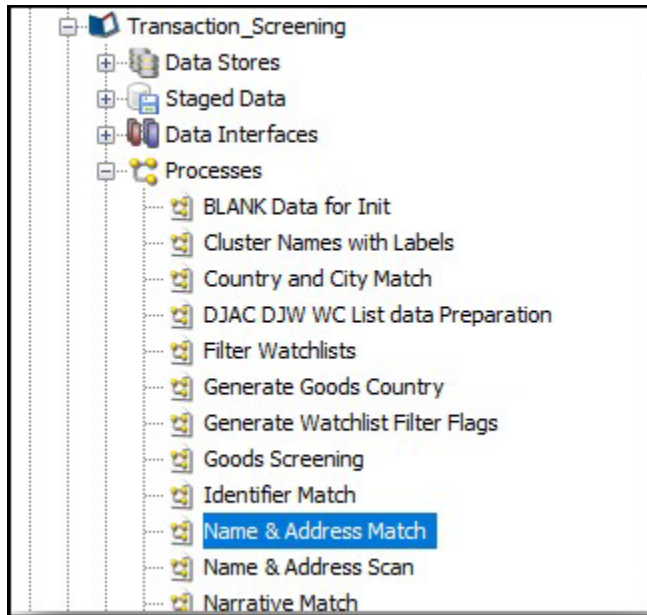 Transaction_Screening
Data Stores
Staged Data
Data Interfaces
Processes
BLANK Data for Init
Cluster Names with Labels
Country and City Match
DJAC DJW WC List data Preparation
Filter Watchlists
Generate Goods Country
Generate Watchlist Filter Flags
Goods Screening
Identifier Match
Name & Address Match
Name & Address Scan
Narrative Match